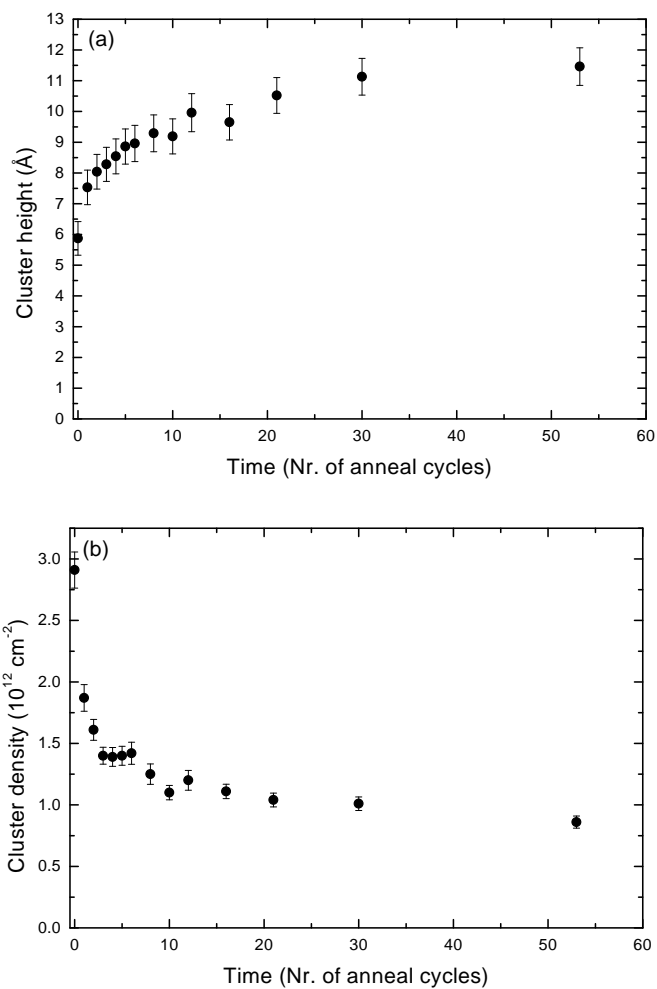 (a)
13
12
11
10
9
8
7
6
5
4
3
2
1
0
Cluster height (Å)
0 10 20 30 40 50 60
Time (Nr. of anneal cycles)
(b)
3.0
2.5
2.0
1.5
1.0
0.5
0.0
Cluster density (10¹² cm⁻²)
0 10 20 30 40 50 60
Time (Nr. of anneal cycles)